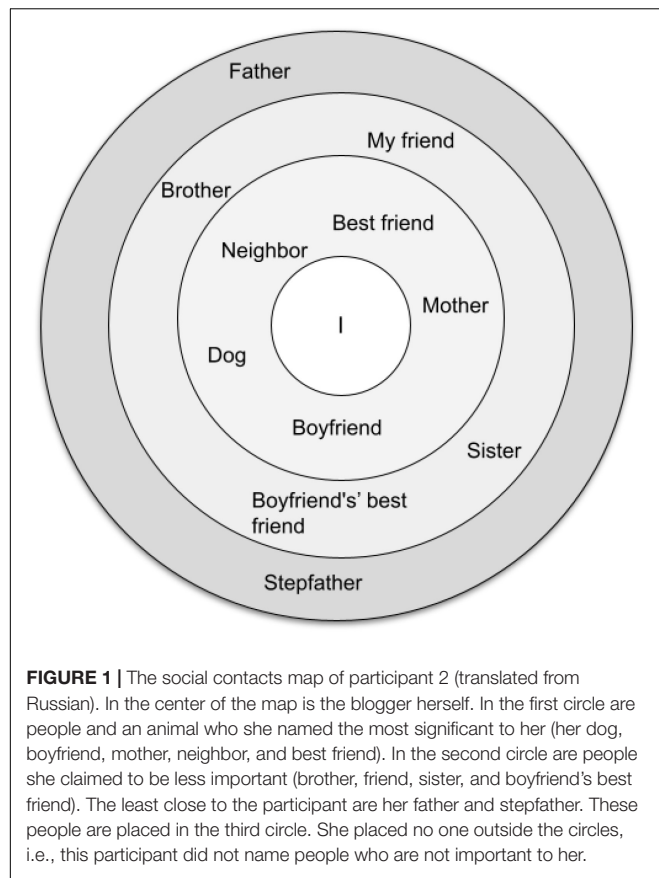 Father
My friend
Brother
Best friend
Neighbor
Mother
I
Dog
Boyfriend
Sister
Boyfriend's' best
friend
Stepfather
FIGURE 1 | The social contacts map of participant 2 (translated from
Russian). In the center of the map is the blogger herself. In the first circle are
people and an animal who she named the most significant to her (her dog,
boyfriend, mother, neighbor, and best friend). In the second circle are people
she claimed to be less important (brother, friend, sister, and boyfriend's best
friend). The least close to the participant are her father and stepfather. These
people are placed in the third circle. She placed no one outside the circles,
i.e., this participant did not name people who are not important to her.